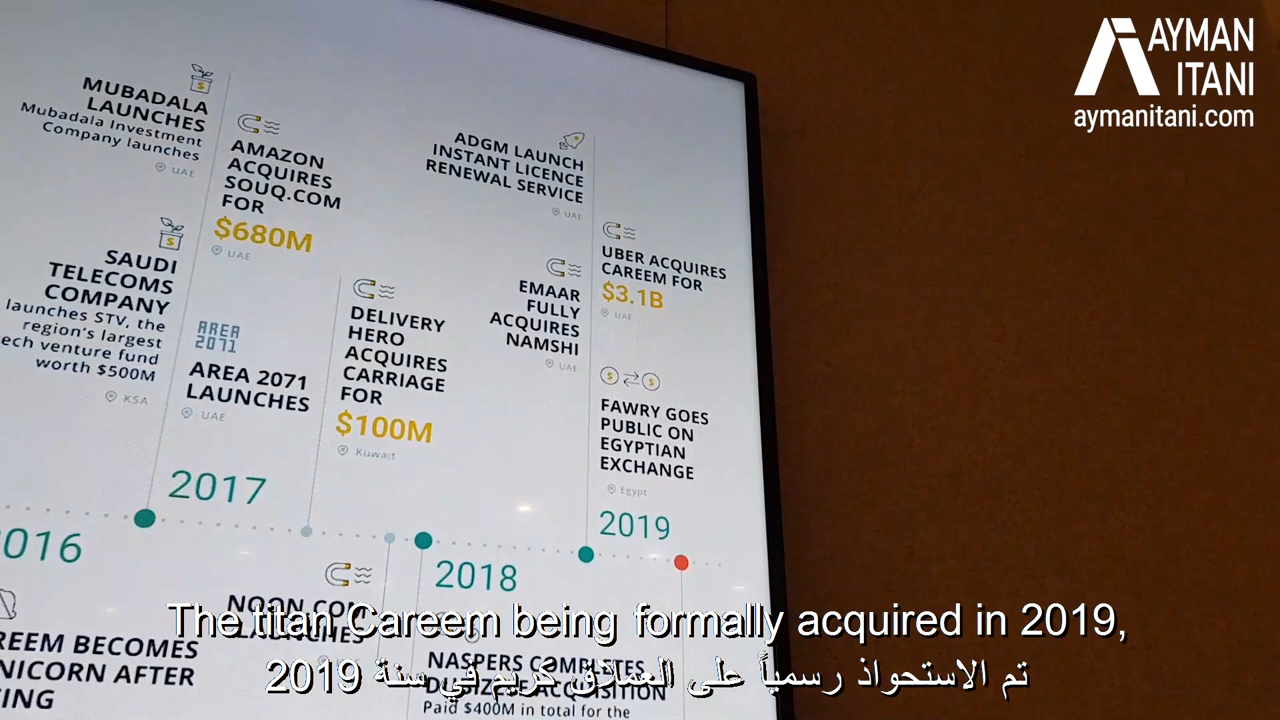 AYMAN
ITANI
aymanitani.com
MUBADALA
LAUNCHES
Mubadala Investment
Company launches
UAE
AMAZON
ACQUIRES
SOUQ.COM
FOR
$680M
UAE
ADGM LAUNCH
INSTANT LICENCE
RENEWAL SERVICE
UAE
UBER ACQUIRES
CAREEM FOR
$3.1B
UAE
SAUDI
TELECOMS
COMPANY
launches STV, the
region's largest
tech venture fund
worth $500M
KSA
AREA
2071
AREA 2071
LAUNCHES
UAE
DELIVERY
HERO
ACQUIRES
CARRIAGE
FOR
$100M
Kuwait
EMAAR
FULLY
ACQUIRES
NAMSHI
UAE
FAWRY GOES
PUBLIC ON
EGYPTIAN
EXCHANGE
Egypt
2016
2017
2018
2019
NOON.COM
LAUNCHES
REEM BECOMES
NICORN AFTER
ING
NASPERS COMPLETES
DUBIZZLE ACQUISITION
Paid $400M in total for the
The titan Careem being formally acquired in 2019,
تم الاستحواذ رسمياً على العملاق كريم في سنة 2019